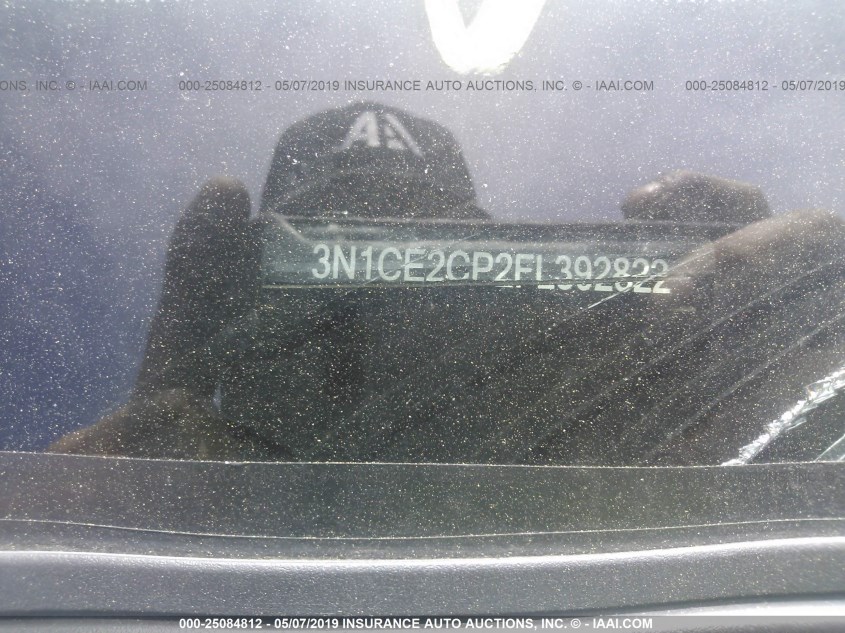 ONS, INC. © - IAAI.COM 000-25084812 - 05/07/2019 INSURANCE AUTO AUCTIONS, INC. © - IAAI.COM 000-25084812 - 05/07/2019
3N1CE2CP2FL392822
000-25084812 - 05/07/2019 INSURANCE AUTO AUCTIONS, INC. © - IAAI.COM